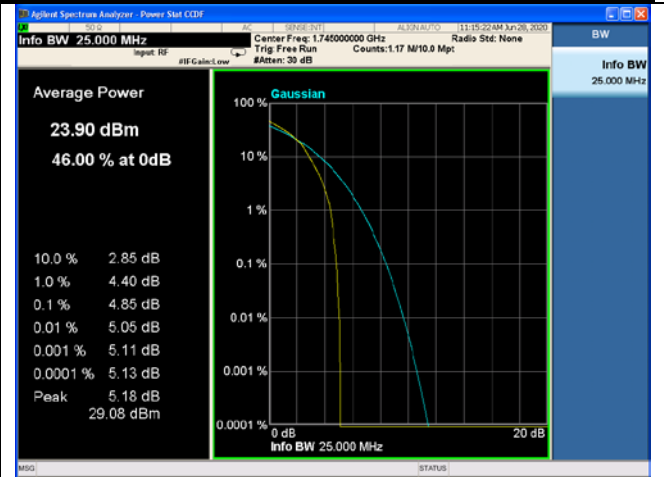 Agilent Spectrum Analyzer - Power Stat CCDF
50 Ω AC SENSE:INT ALIGN AUTO 11:15:22 AM Jun 28, 2020
Info BW 25.000 MHz
Center Freq: 1.745000000 GHz Radio Std: None
Input: RF Trig: Free Run Counts:1.17 M/10.0 Mpt
#IFGain:Low #Atten: 30 dB
BW
Info BW
25.000 MHz
Average Power
23.90 dBm
46.00 % at 0dB
10.0 % 2.85 dB
1.0 % 4.40 dB
0.1 % 4.85 dB
0.01 % 5.05 dB
0.001 % 5.11 dB
0.0001 % 5.13 dB
Peak 5.18 dB
29.08 dBm
Gaussian
100 %
10 %
1 %
0.1 %
0.01 %
0.001 %
0.0001 %
0 dB 20 dB
Info BW 25.000 MHz
MSG STATUS